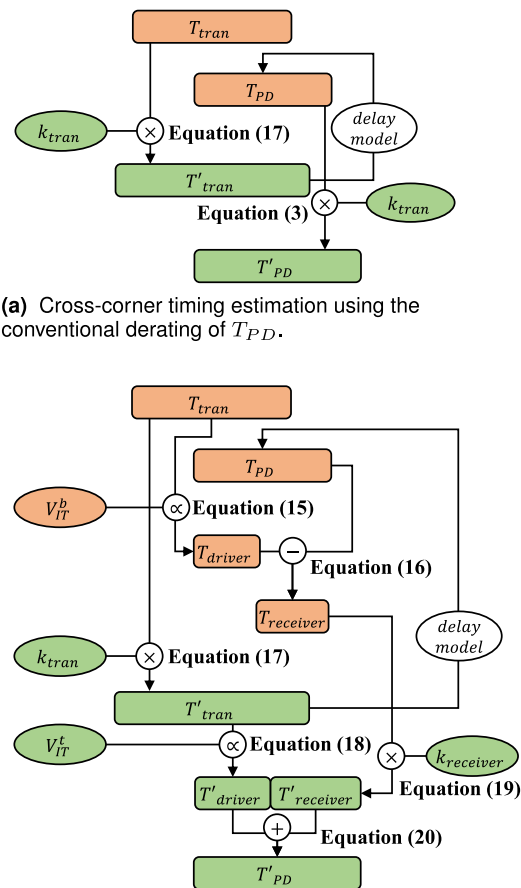 T_tran
T_PD
k_tran
×
Equation (17)
delay
model
T'_tran
Equation (3)
×
k_tran
T'_PD
(a) Cross-corner timing estimation using the
conventional derating of T_PD.
T_tran
T_PD
V_IT^b
∝
Equation (15)
T_driver
−
Equation (16)
T_receiver
delay
model
k_tran
×
Equation (17)
T'_tran
V_IT^t
∝
Equation (18)
×
k_receiver
Equation (19)
T'_driver
T'_receiver
+
Equation (20)
T'_PD